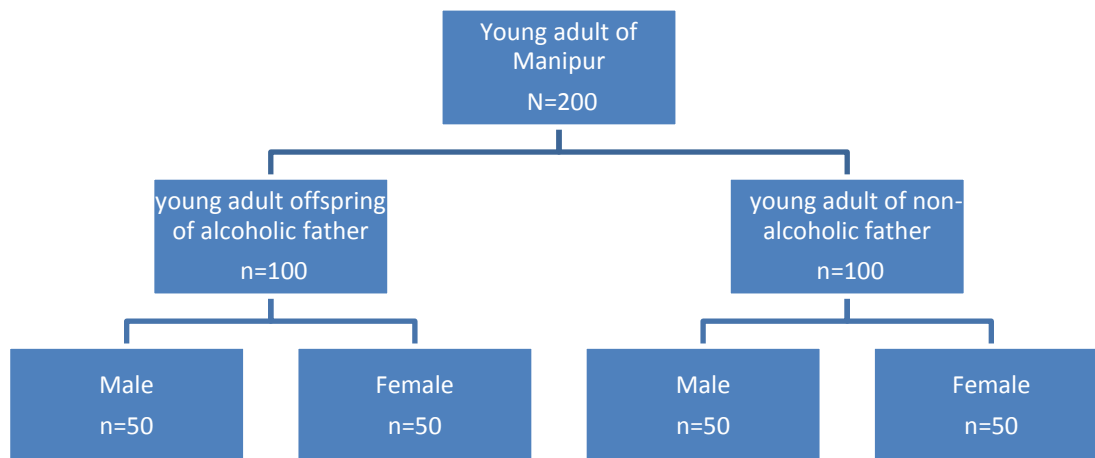 Young adult of
Manipur
N=200
young adult offspring
of alcoholic father
n=100
young adult of non-
alcoholic father
n=100
Male
n=50
Female
n=50
Male
n=50
Female
n=50